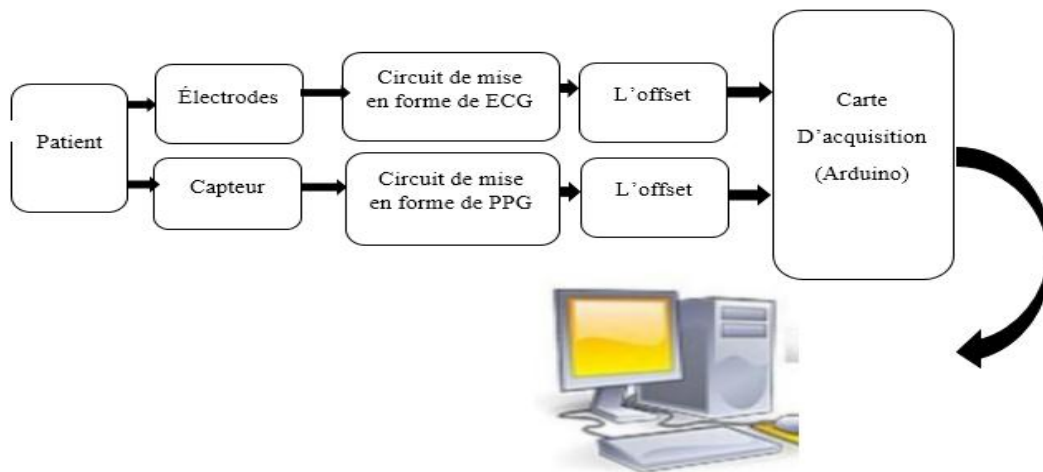 Patient
Électrodes
Circuit de mise
en forme de ECG
L'offset
Capteur
Circuit de mise
en forme de PPG
L'offset
Carte
D'acquisition
(Arduino)